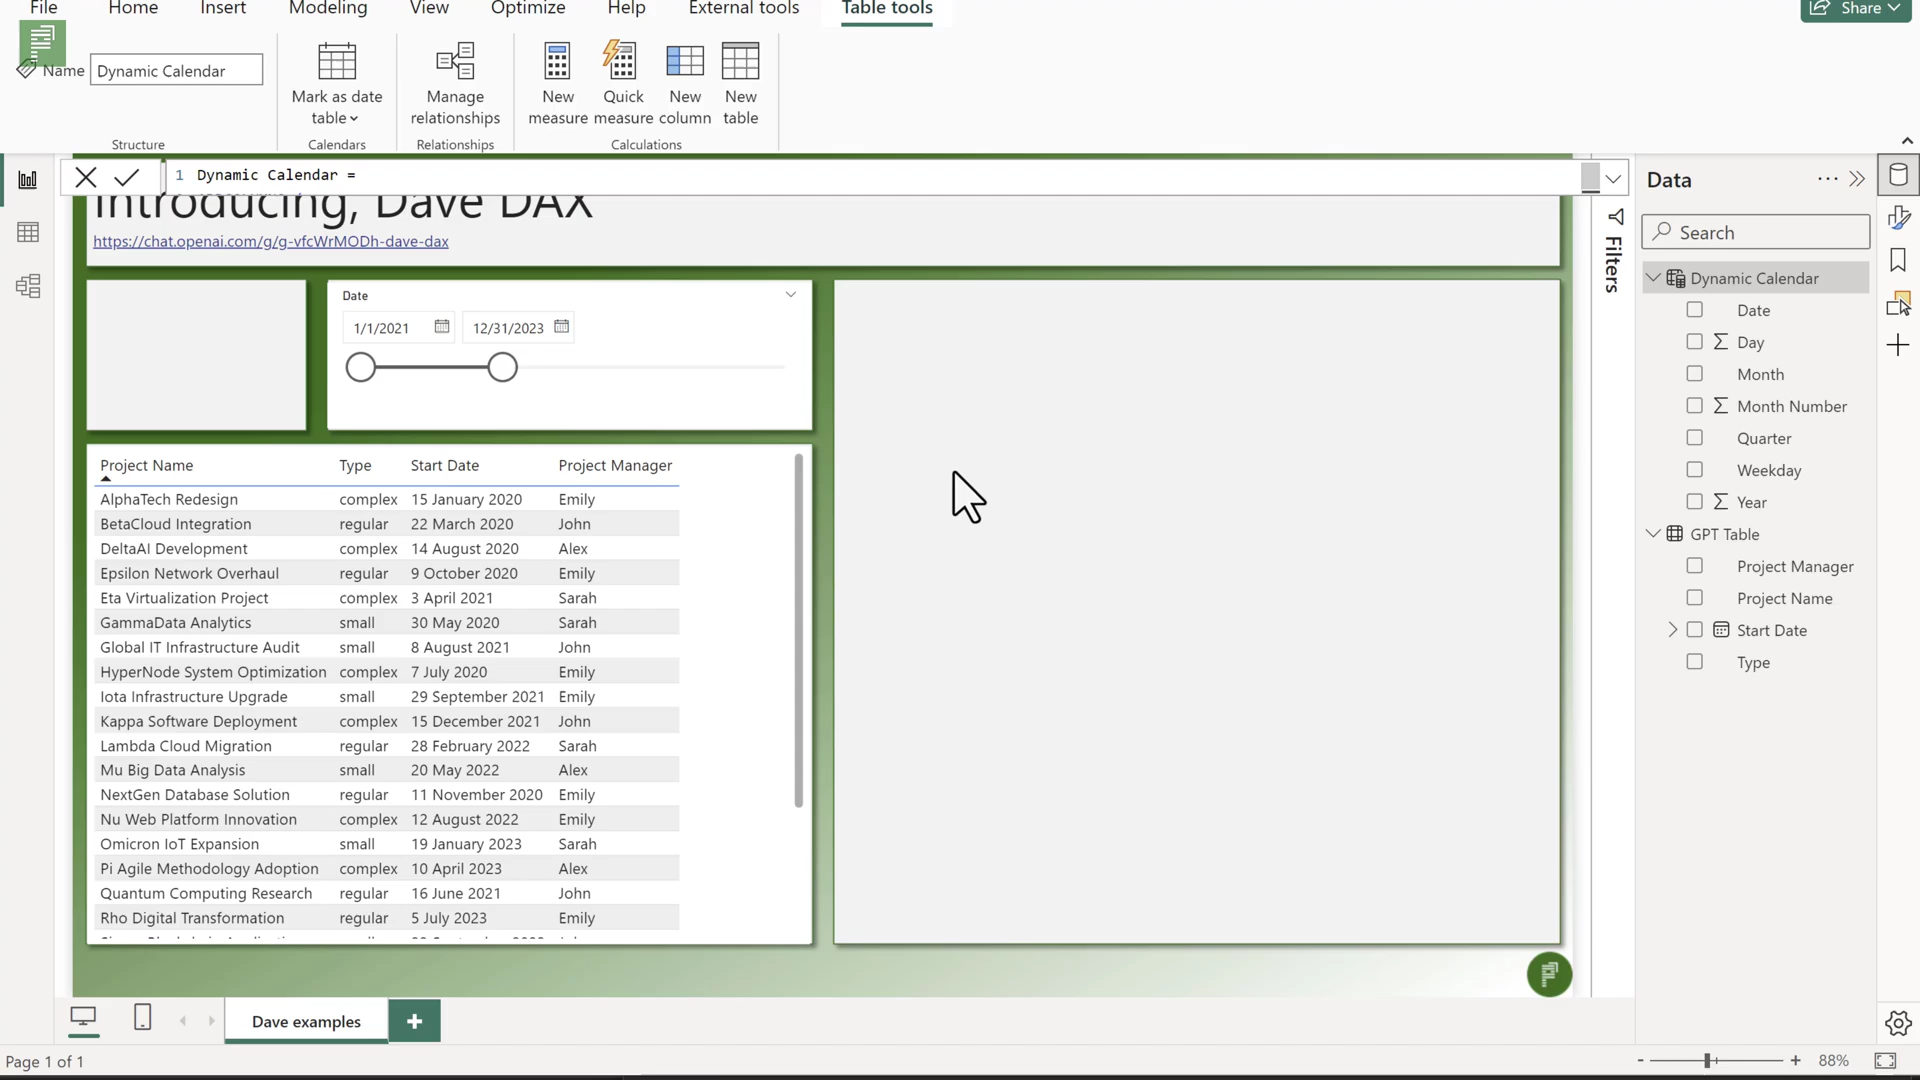 File Home Insert Modeling View Optimize Help External tools Table tools Share
Name Dynamic Calendar
Mark as date table
Manage relationships
New measure
Quick measure
New column
New table
Structure Calendars Relationships Calculations
1 Dynamic Calendar =
Introducing, Dave DAX
https://chat.openai.com/g/g-vfcWrMODh-dave-dax
Date
1/1/2021 12/31/2023
Project Name Type Start Date Project Manager
AlphaTech Redesign complex 15 January 2020 Emily
BetaCloud Integration regular 22 March 2020 John
DeltaAI Development complex 14 August 2020 Alex
Epsilon Network Overhaul regular 9 October 2020 Emily
Eta Virtualization Project complex 3 April 2021 Sarah
GammaData Analytics small 30 May 2020 Sarah
Global IT Infrastructure Audit small 8 August 2021 John
HyperNode System Optimization complex 7 July 2020 Emily
Iota Infrastructure Upgrade small 29 September 2021 Emily
Kappa Software Deployment complex 15 December 2021 John
Lambda Cloud Migration regular 28 February 2022 Sarah
Mu Big Data Analysis small 20 May 2022 Alex
NextGen Database Solution regular 11 November 2020 Emily
Nu Web Platform Innovation complex 12 August 2022 Emily
Omicron IoT Expansion small 19 January 2023 Sarah
Pi Agile Methodology Adoption complex 10 April 2023 Alex
Quantum Computing Research regular 16 June 2021 John
Rho Digital Transformation regular 5 July 2023 Emily
Filters
Data
Search
Dynamic Calendar
Date
Σ Day
Month
Σ Month Number
Quarter
Weekday
Σ Year
GPT Table
Project Manager
Project Name
Start Date
Type
Dave examples
Page 1 of 1
- + 88%